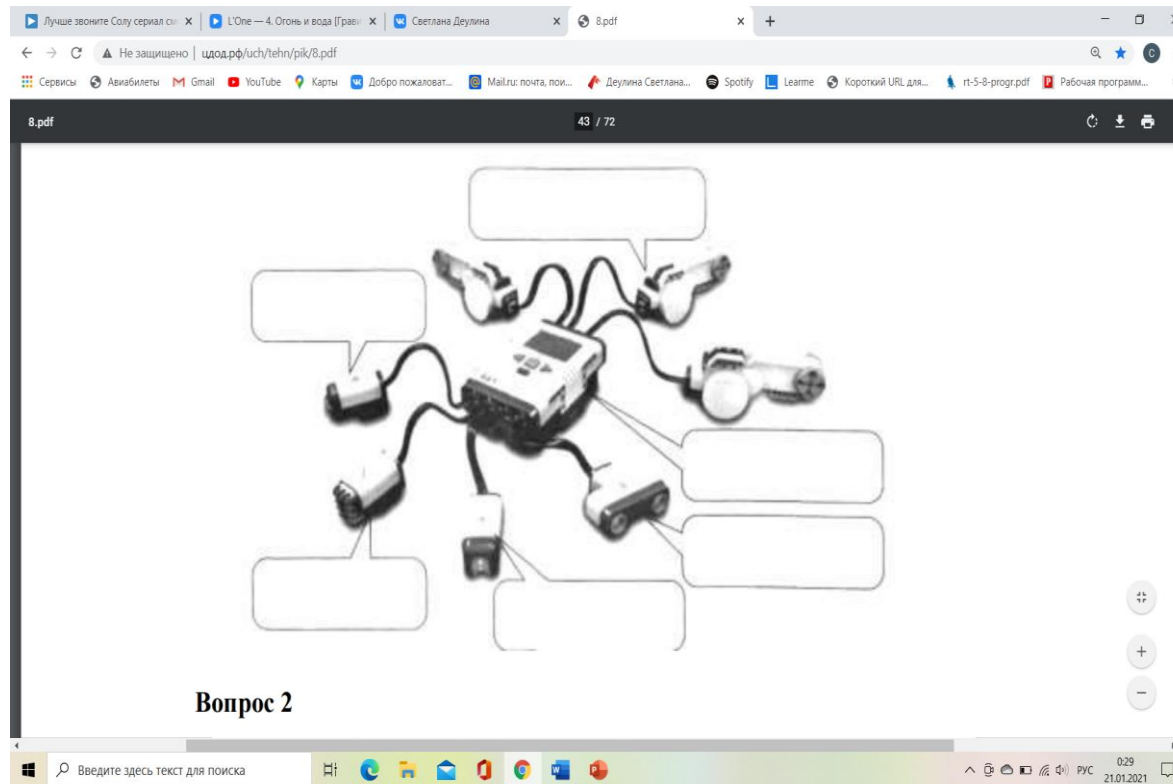 Лучше звоните Солу сериал см
L'One — 4. Огонь и вода [Грави
Светлана Деулина
8.pdf
Не защищено | цдод.рф/uch/tehn/pik/8.pdf
Сервисы
Авиабилеты
Gmail
YouTube
Карты
Добро пожаловат...
Mail.ru: почта, пои...
Деулина Светлана...
Spotify
Learme
Короткий URL для...
rt-5-8-progr.pdf
Рабочая программ...
8.pdf
43 / 72
Вопрос 2
Введите здесь текст для поиска
РУС
0:29
21.01.2021